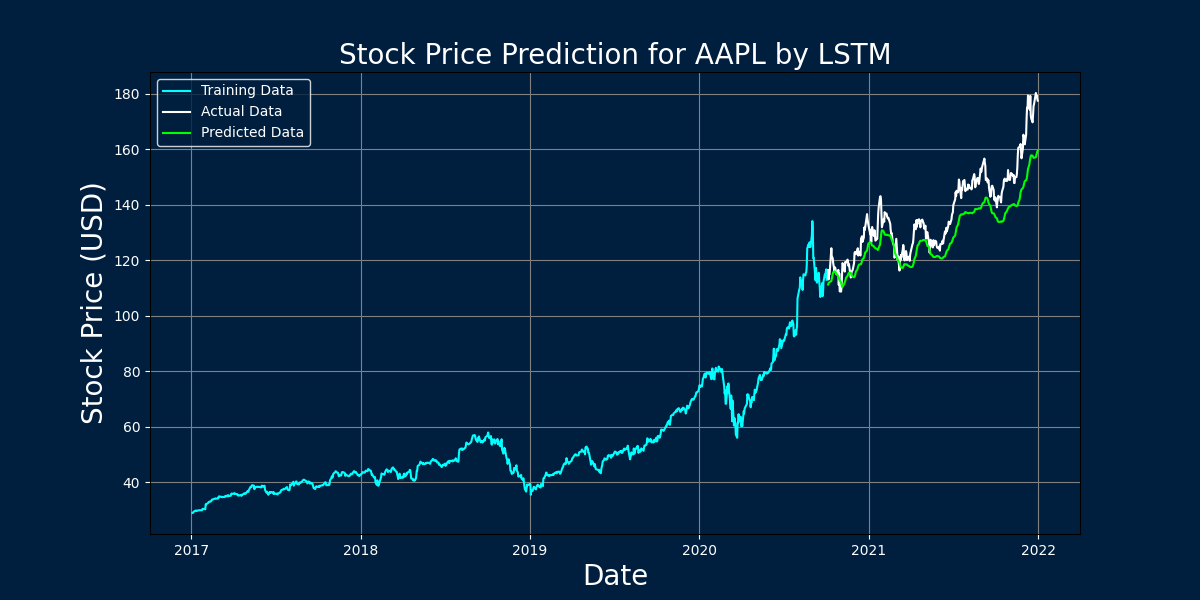 Stock Price Prediction for AAPL by LSTM
Training Data
Actual Data
Predicted Data
Stock Price (USD)
180
160
140
120
100
80
60
40
2017 2018 2019 2020 2021 2022
Date